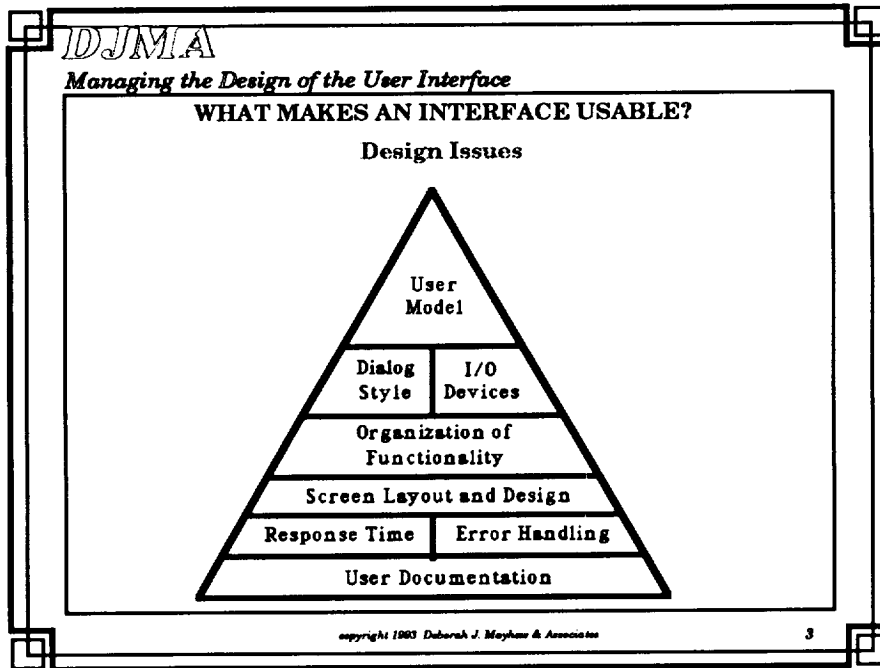 DJMA
Managing the Design of the User Interface
WHAT MAKES AN INTERFACE USABLE?
Design Issues
User
Model
Dialog
Style
I/O
Devices
Organization of
Functionality
Screen Layout and Design
Response Time
Error Handling
User Documentation
copyright 1993 Deborah J. Mayhew & Associates
3